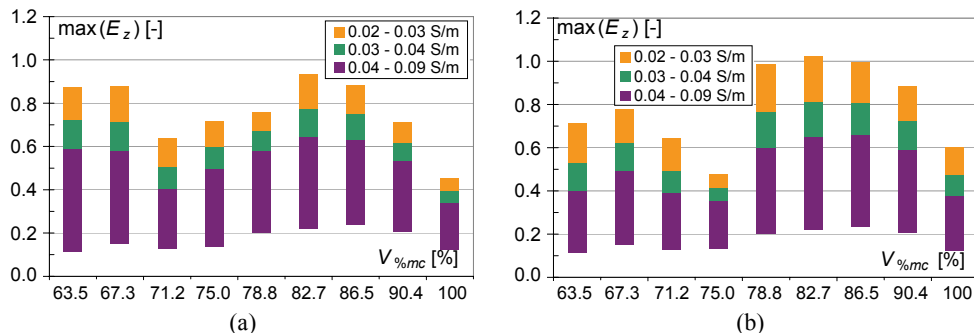 1.2
max(E_z) [-]
0.02 - 0.03 S/m
0.03 - 0.04 S/m
0.04 - 0.09 S/m
1.0
0.8
0.6
0.4
0.2
0.0
V%mc [%]
63.5 67.3 71.2 75.0 78.8 82.7 86.5 90.4 100
(a)
1.2
max(E_z) [-]
0.02 - 0.03 S/m
0.03 - 0.04 S/m
0.04 - 0.09 S/m
1.0
0.8
0.6
0.4
0.2
0.0
V%mc [%]
63.5 67.3 71.2 75.0 78.8 82.7 86.5 90.4 100
(b)